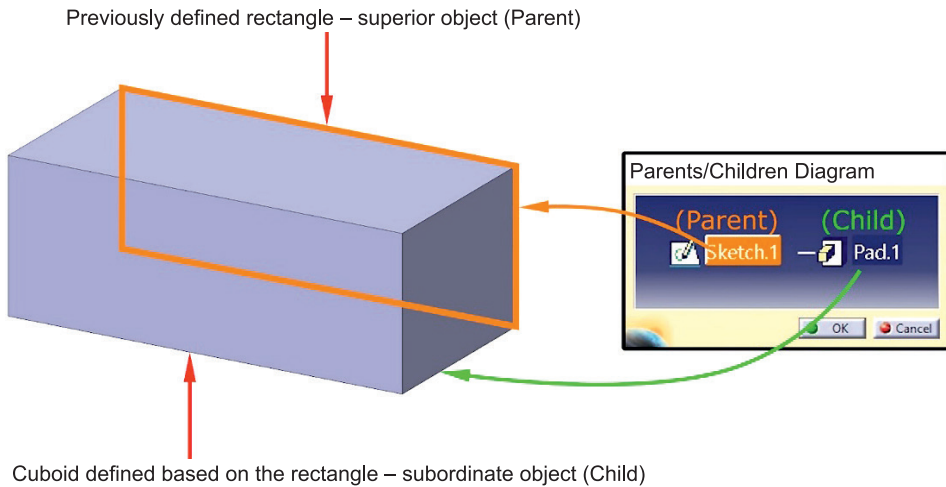 Previously defined rectangle – superior object (Parent)
Parents/Children Diagram
(Parent) (Child)
Sketch.1 Pad.1
OK Cancel
Cuboid defined based on the rectangle – subordinate object (Child)